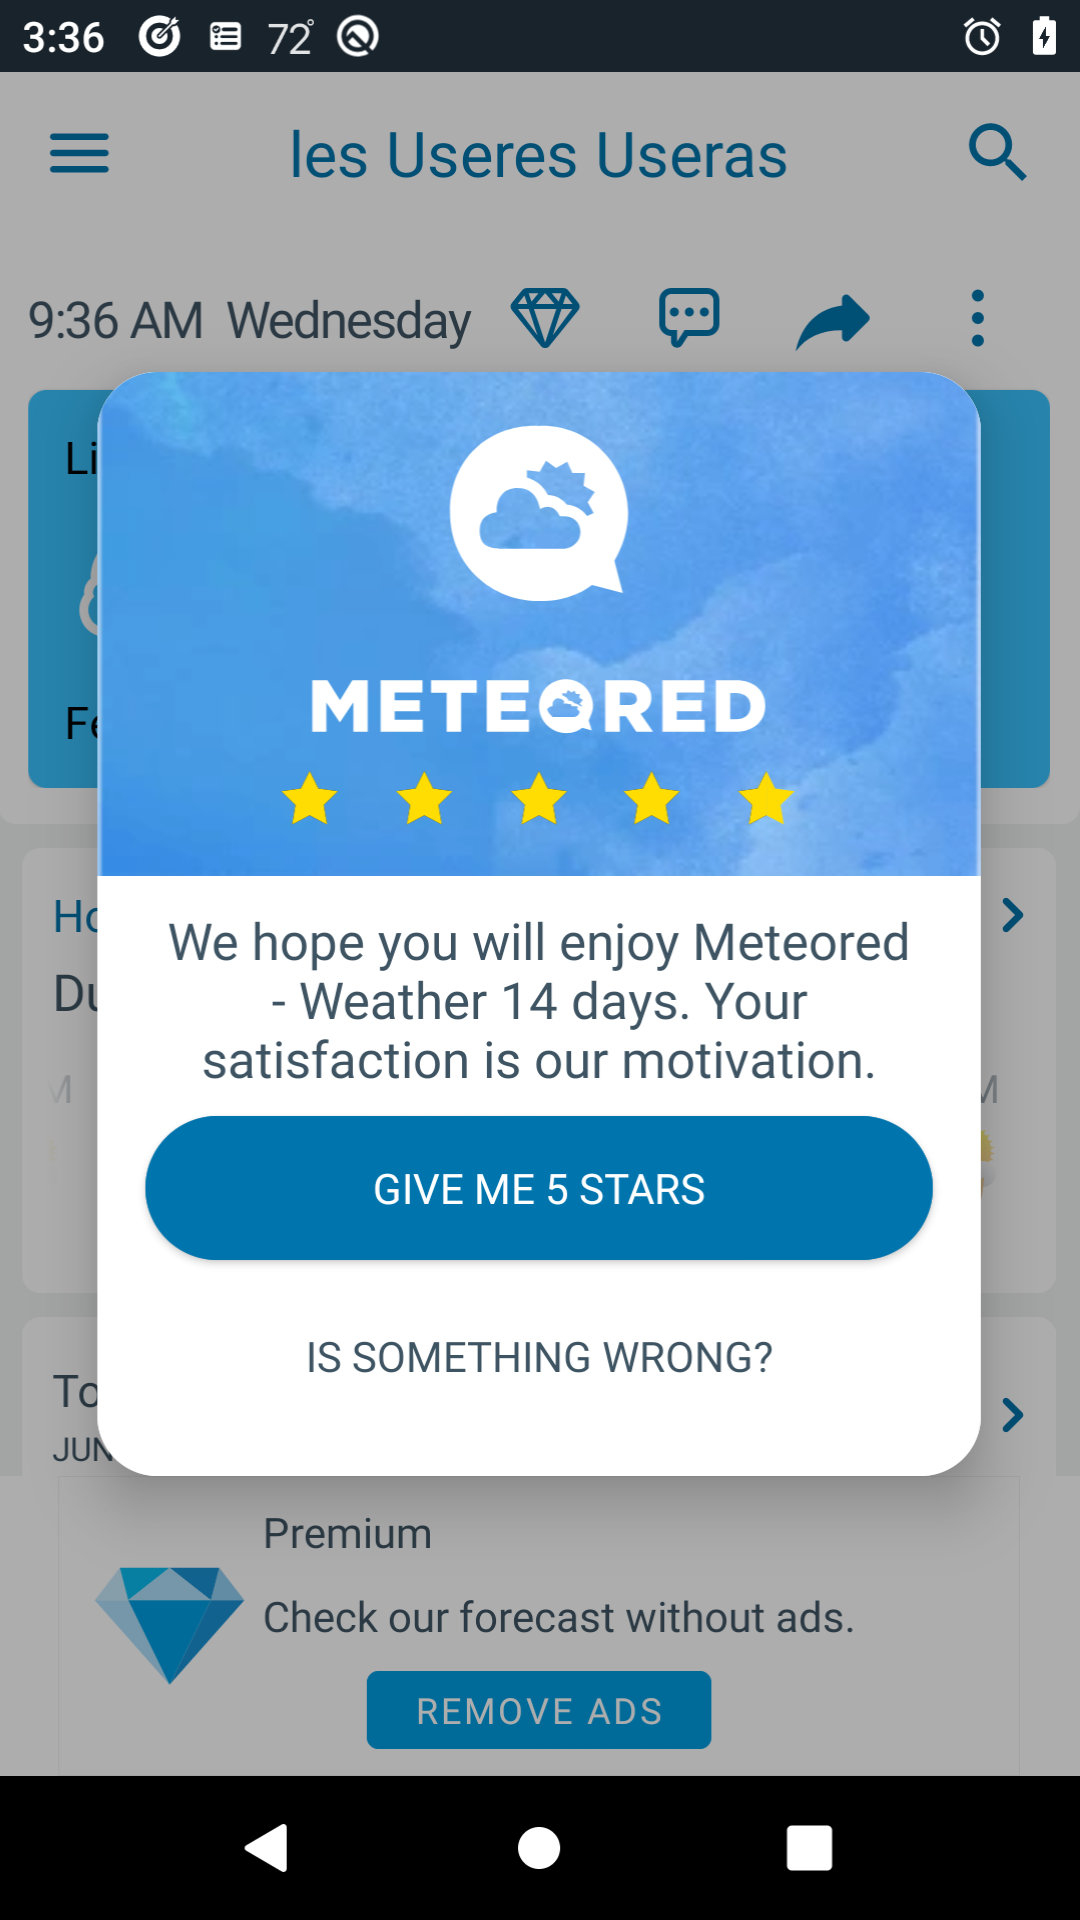 3:36 72°
les Useres Useras
9:36 AM Wednesday
Li
Fe
METEORED
Ho
Du
We hope you will enjoy Meteored
- Weather 14 days. Your
satisfaction is our motivation.
M M
GIVE ME 5 STARS
IS SOMETHING WRONG?
To
JUN
Premium
Check our forecast without ads.
REMOVE ADS